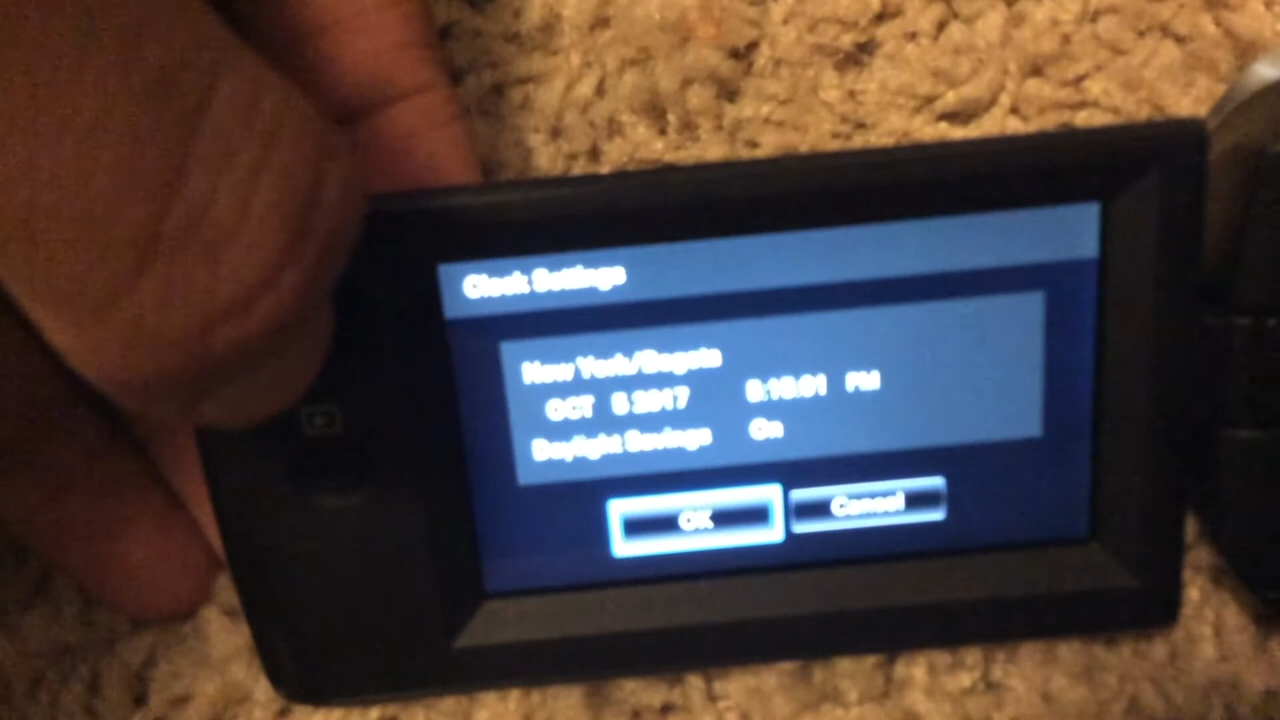 Clock Settings
New York/Bogota
OCT 5 2017 PM
Daylight Savings On
OK Cancel